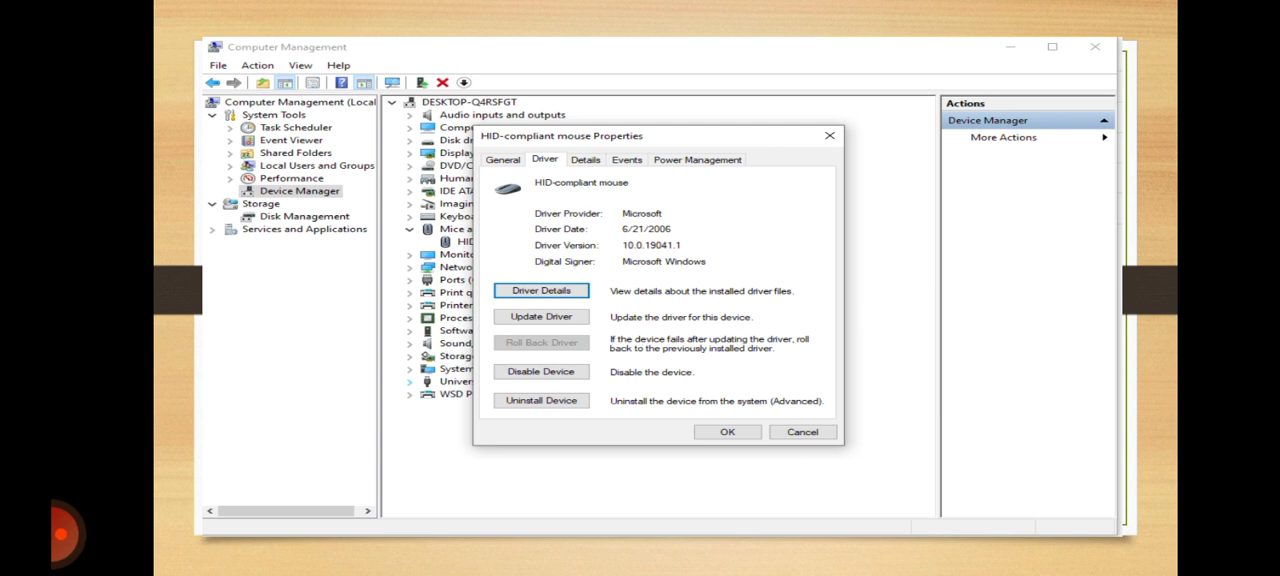 Computer Management
File Action View Help
Computer Management (Local
System Tools
Task Scheduler
Event Viewer
Shared Folders
Local Users and Groups
Performance
Device Manager
Storage
Disk Management
Services and Applications
DESKTOP-Q4RSFGT
Audio inputs and outputs
Compu
Disk dr
Display
DVD/C
Human
IDE ATA
Imagin
Keyboa
Mice a
HID
Monito
Netwo
Ports (
Print q
Printer
Proces
Softwa
Sound,
Storag
System
Univer
WSD P
HID-compliant mouse Properties
General Driver Details Events Power Management
HID-compliant mouse
Driver Provider: Microsoft
Driver Date: 6/21/2006
Driver Version: 10.0.19041.1
Digital Signer: Microsoft Windows
Driver Details View details about the installed driver files.
Update Driver Update the driver for this device.
Roll Back Driver If the device fails after updating the driver, roll
back to the previously installed driver.
Disable Device Disable the device.
Uninstall Device Uninstall the device from the system (Advanced).
OK Cancel
Actions
Device Manager
More Actions